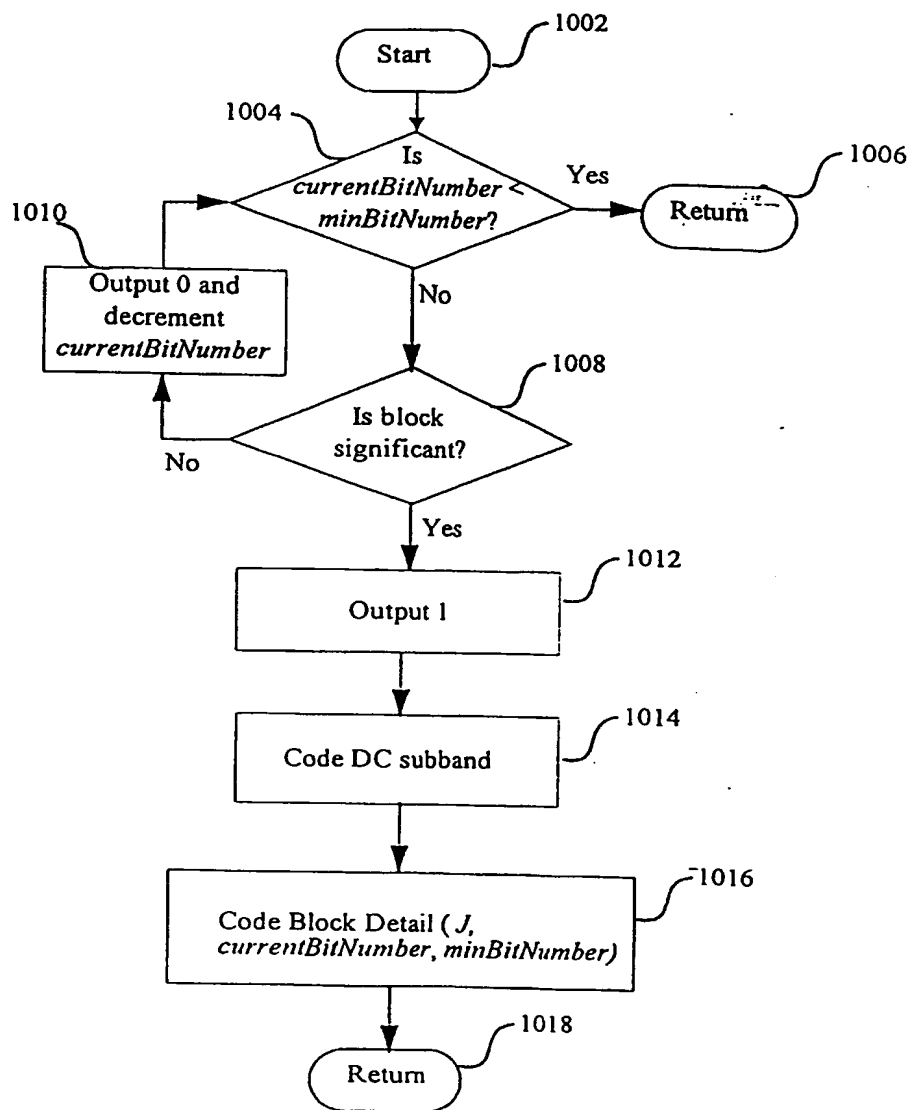 1002
Start
1004
Is
currentBitNumber <
minBitNumber?
Yes
1006
Return
1010
Output 0 and
decrement
currentBitNumber
No
1008
Is block
significant?
No
Yes
1012
Output 1
1014
Code DC subband
1016
Code Block Detail ( J,
currentBitNumber, minBitNumber)
1018
Return